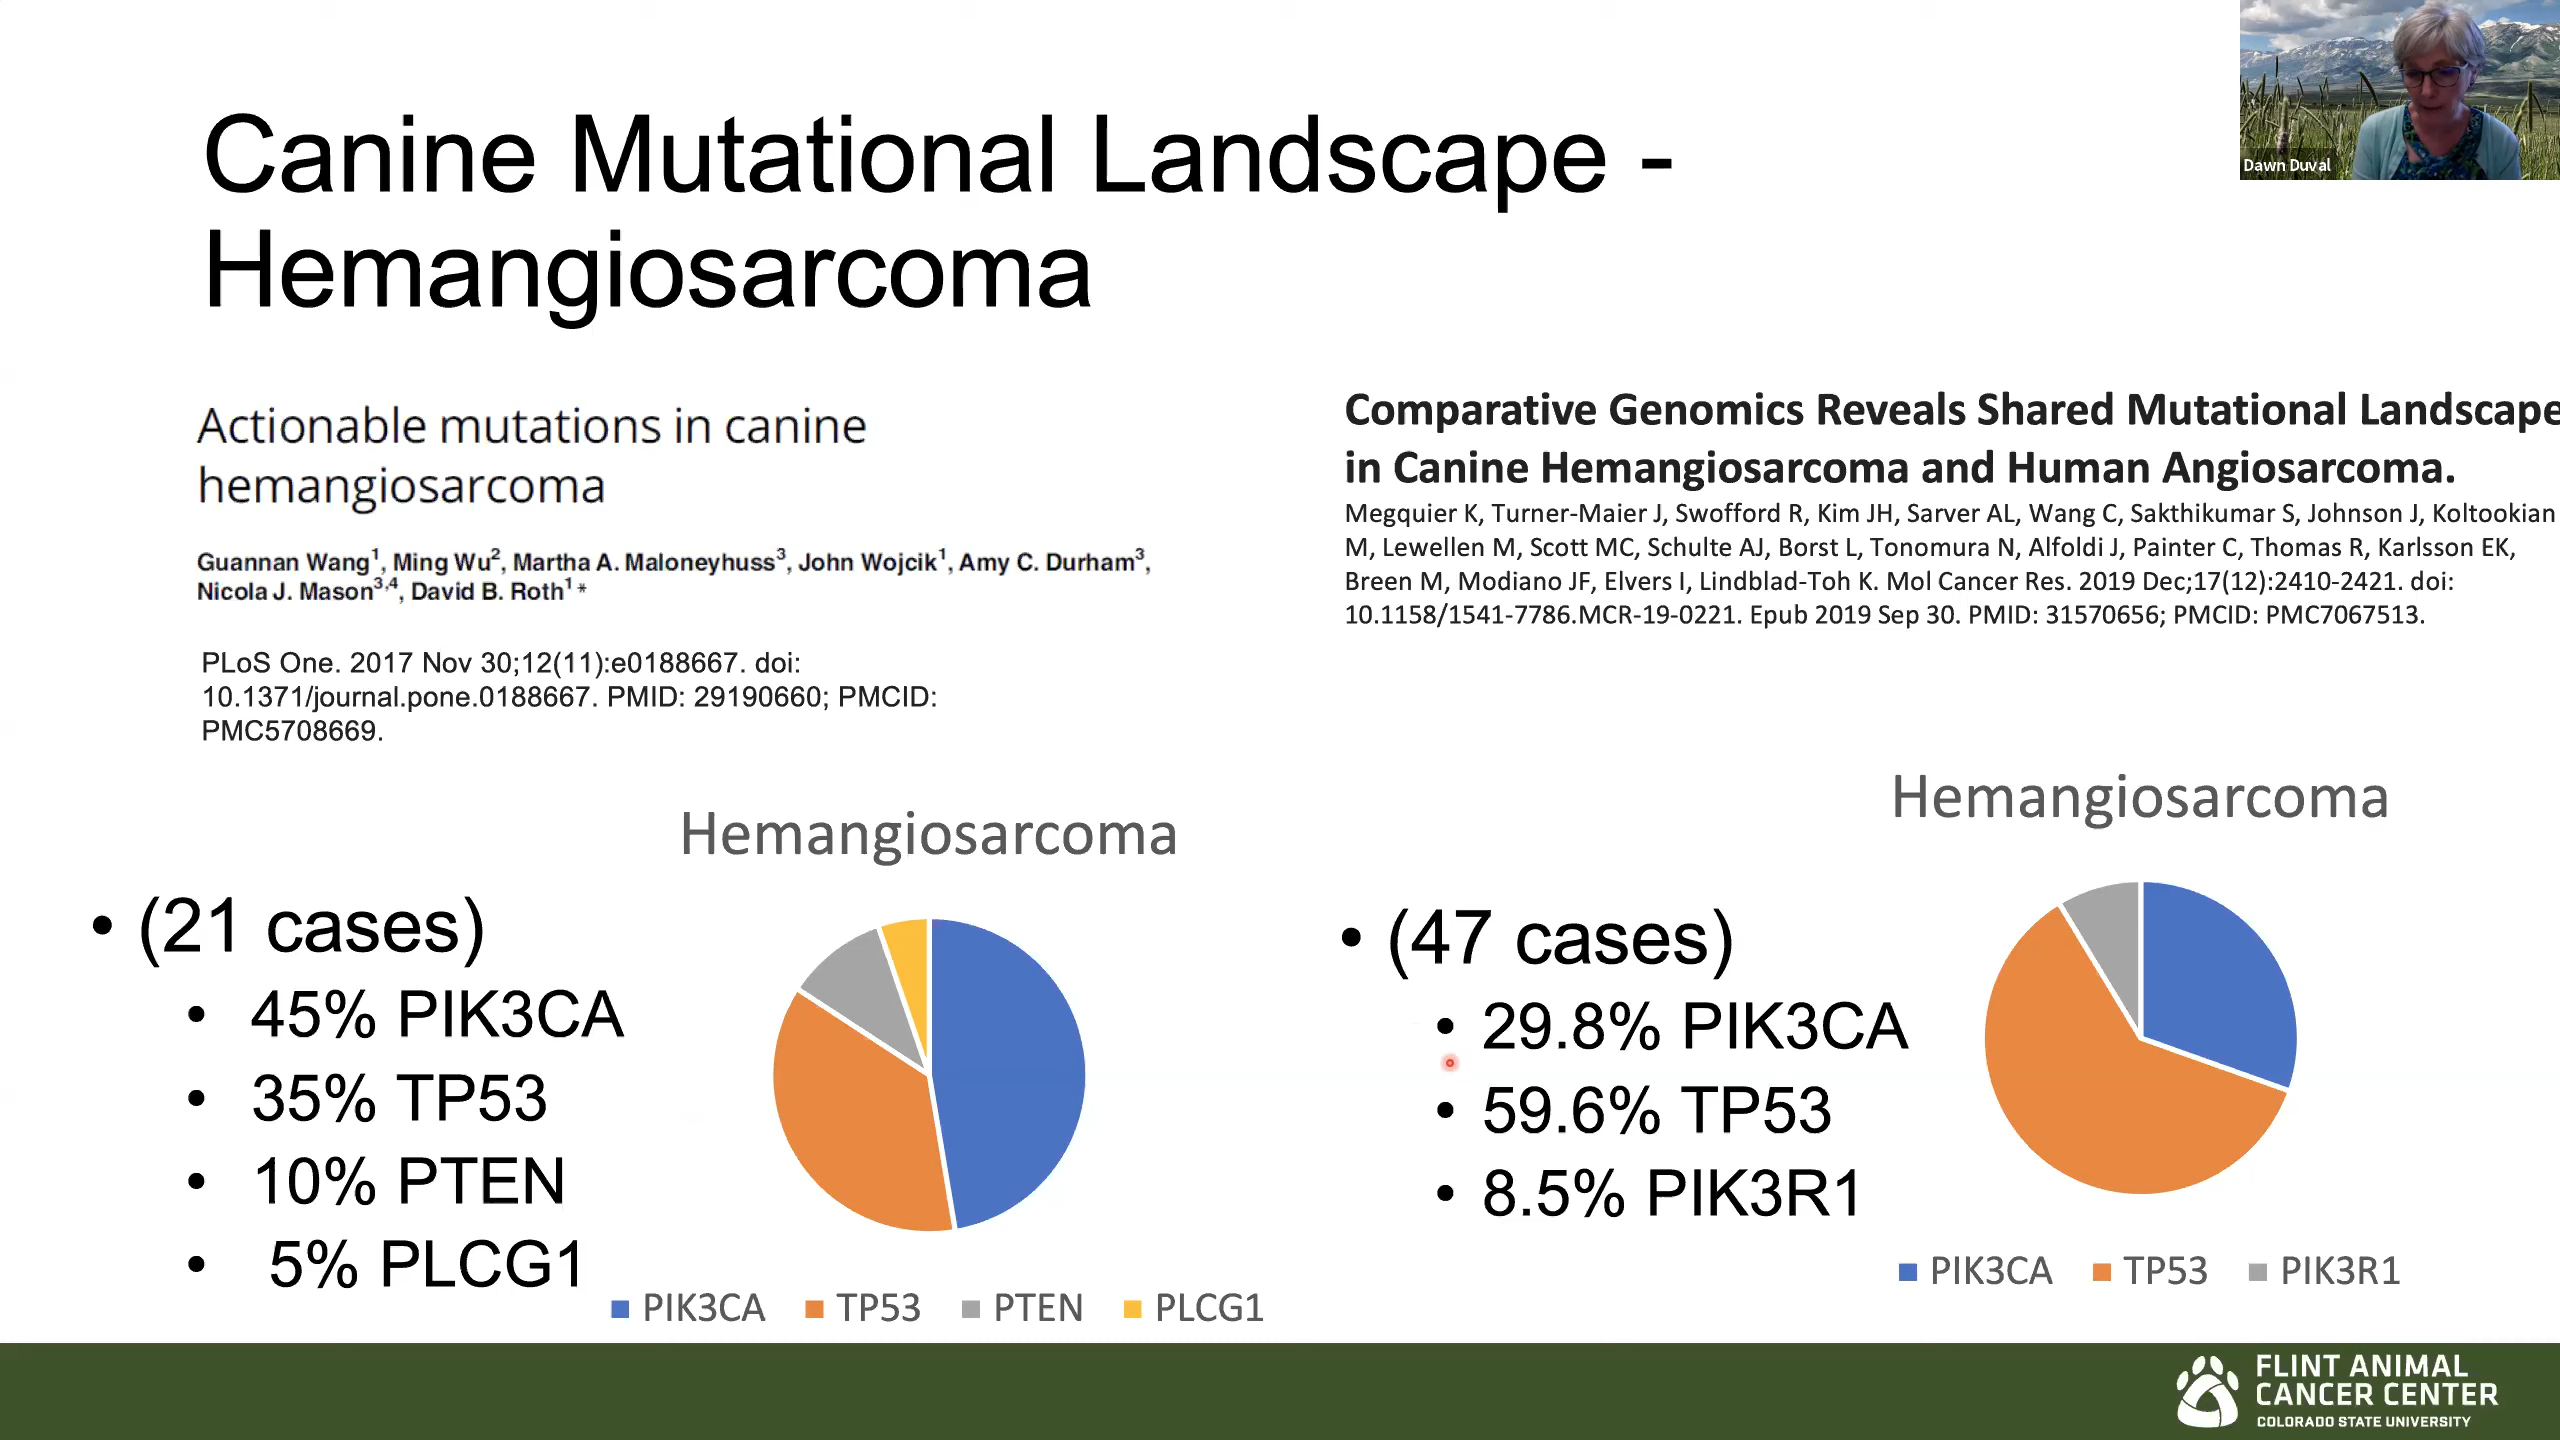 Canine Mutational Landscape -
Hemangiosarcoma
Dawn Duval
Actionable mutations in canine
hemangiosarcoma
Guannan Wang1, Ming Wu2, Martha A. Maloneyhuss3, John Wojcik1, Amy C. Durham3,
Nicola J. Mason3,4, David B. Roth1*
PLoS One. 2017 Nov 30;12(11):e0188667. doi:
10.1371/journal.pone.0188667. PMID: 29190660; PMCID:
PMC5708669.
Hemangiosarcoma
• (21 cases)
• 45% PIK3CA
• 35% TP53
• 10% PTEN
• 5% PLCG1
PIK3CA TP53 PTEN PLCG1
Comparative Genomics Reveals Shared Mutational Landscape
in Canine Hemangiosarcoma and Human Angiosarcoma.
Megquier K, Turner-Maier J, Swofford R, Kim JH, Sarver AL, Wang C, Sakthikumar S, Johnson J, Koltookian
M, Lewellen M, Scott MC, Schulte AJ, Borst L, Tonomura N, Alfoldi J, Painter C, Thomas R, Karlsson EK,
Breen M, Modiano JF, Elvers I, Lindblad-Toh K. Mol Cancer Res. 2019 Dec;17(12):2410-2421. doi:
10.1158/1541-7786.MCR-19-0221. Epub 2019 Sep 30. PMID: 31570656; PMCID: PMC7067513.
Hemangiosarcoma
• (47 cases)
• 29.8% PIK3CA
• 59.6% TP53
• 8.5% PIK3R1
PIK3CA TP53 PIK3R1
FLINT ANIMAL
CANCER CENTER
COLORADO STATE UNIVERSITY